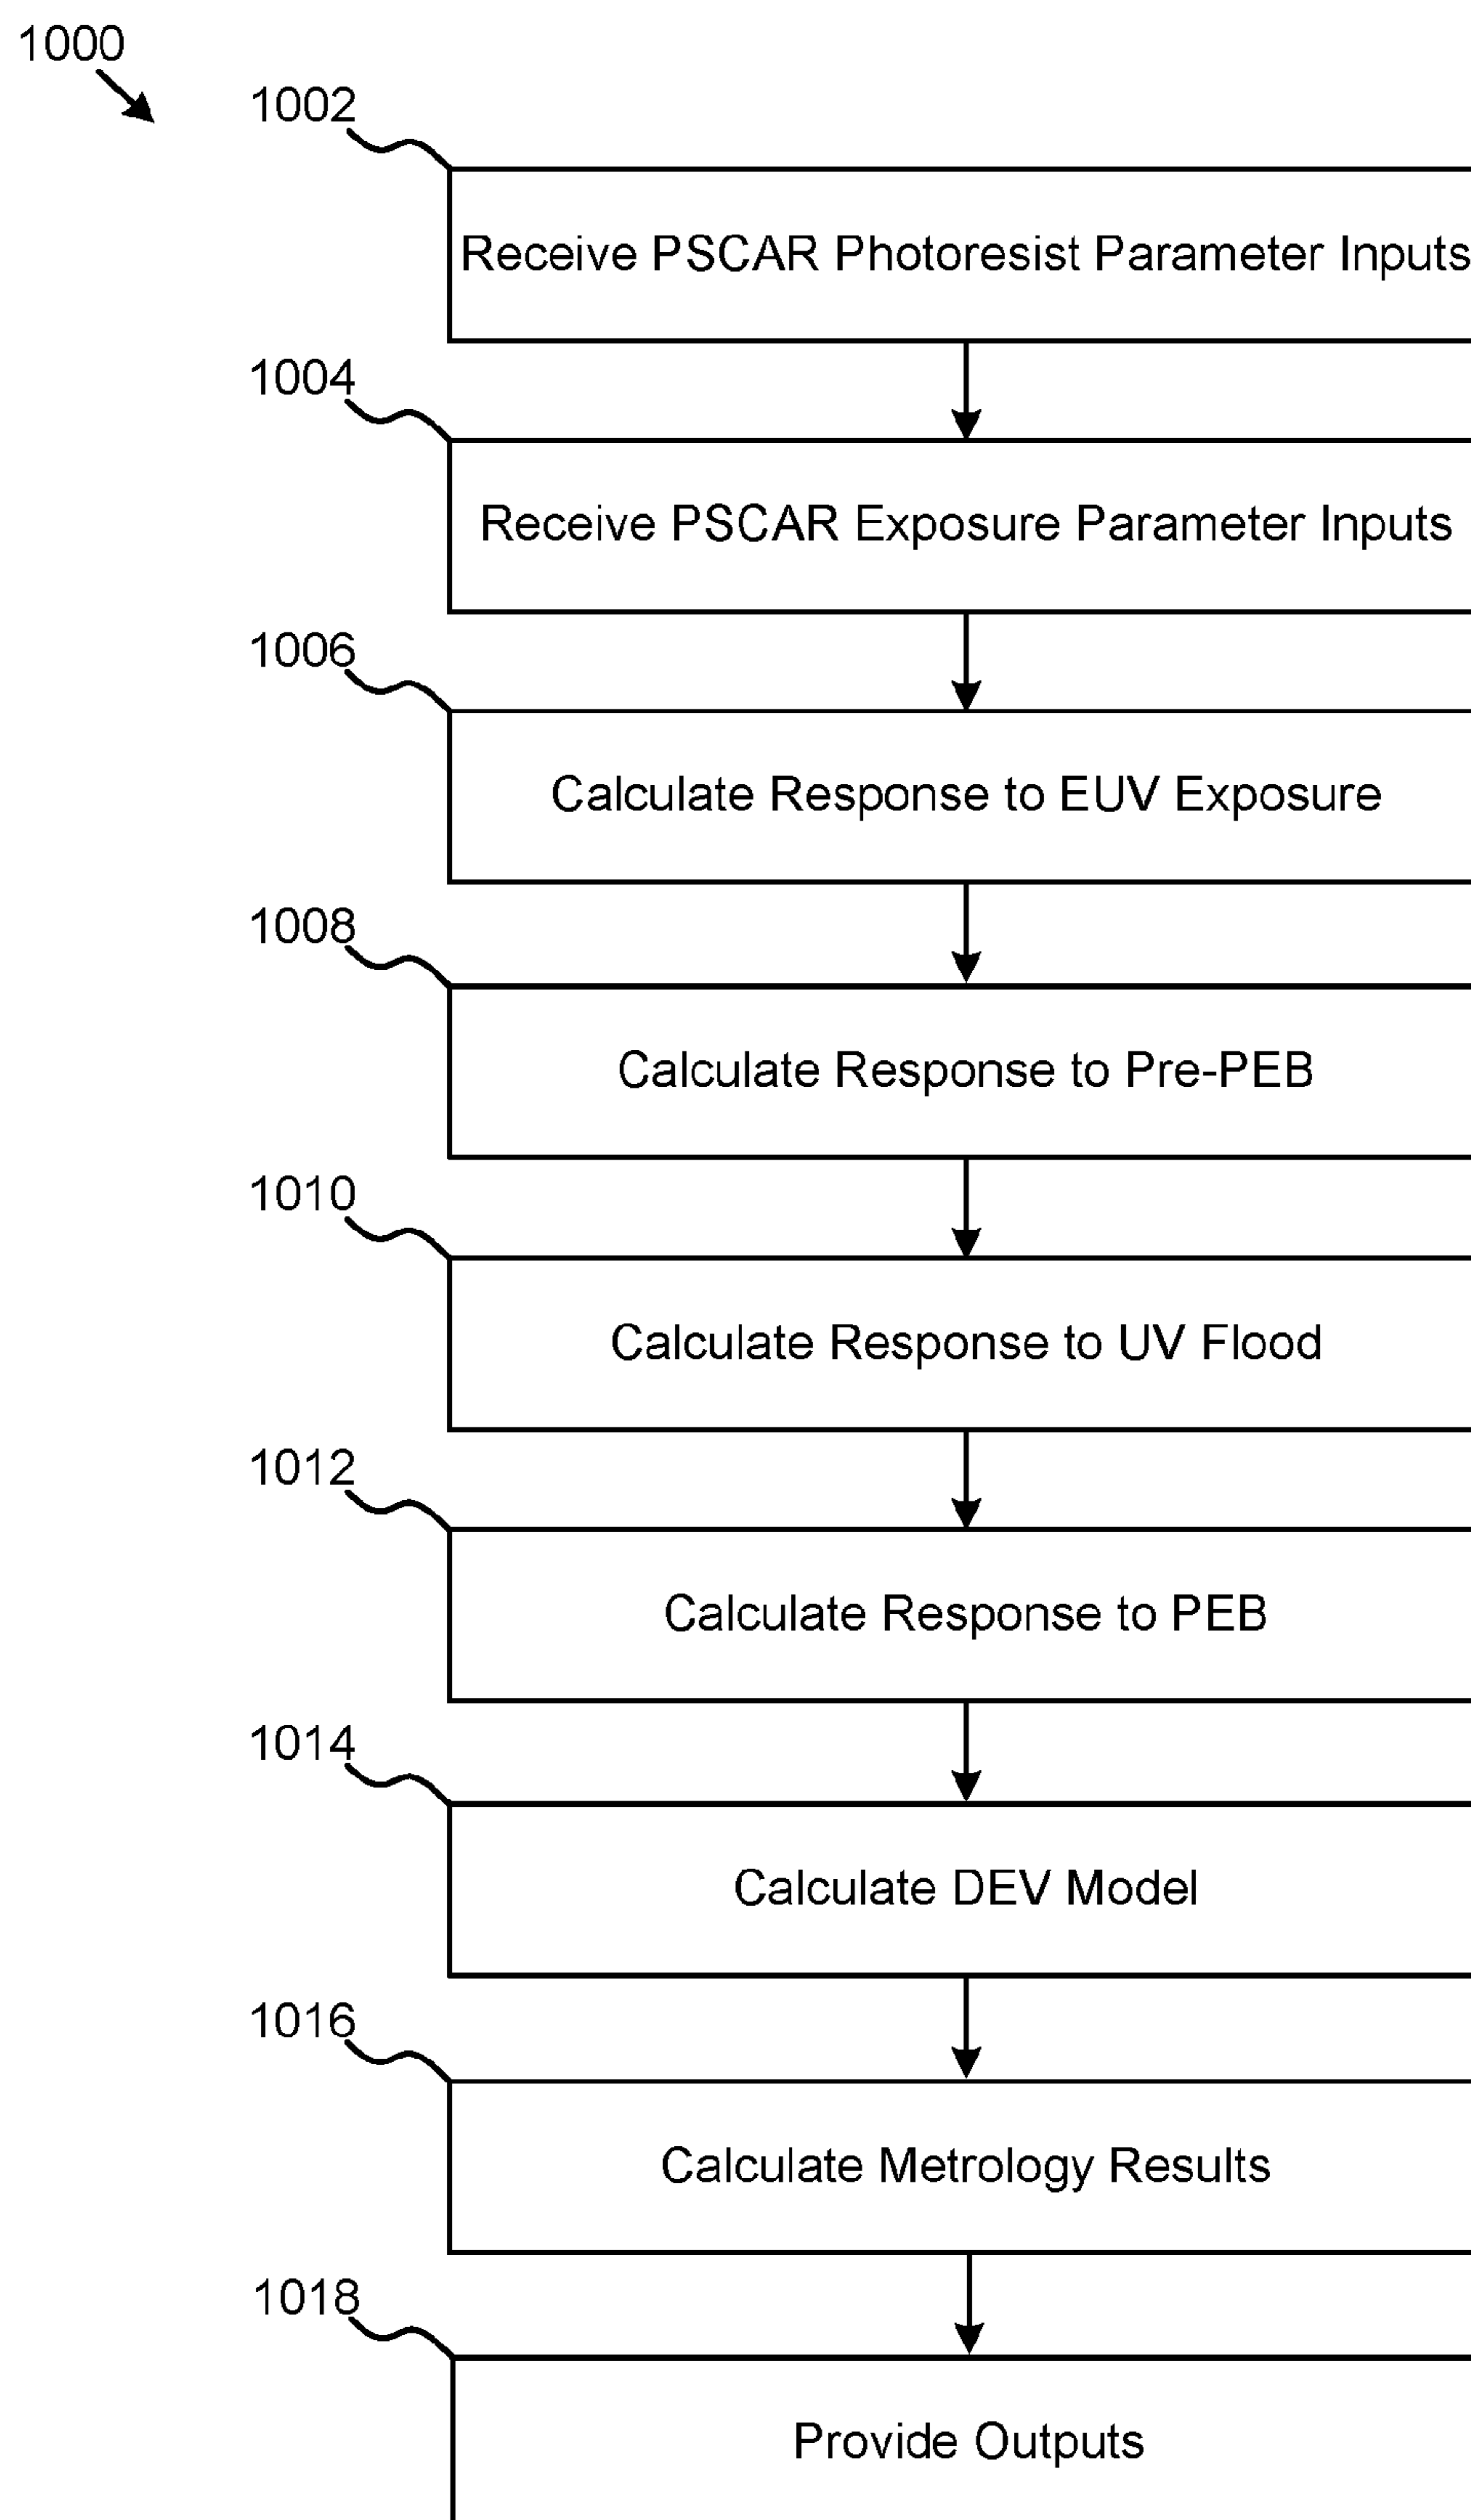 1000
1002
Receive PSCAR Photoresist Parameter Inputs
1004
Receive PSCAR Exposure Parameter Inputs
1006
Calculate Response to EUV Exposure
1008
Calculate Response to Pre-PEB
1010
Calculate Response to UV Flood
1012
Calculate Response to PEB
1014
Calculate DEV Model
1016
Calculate Metrology Results
1018
Provide Outputs